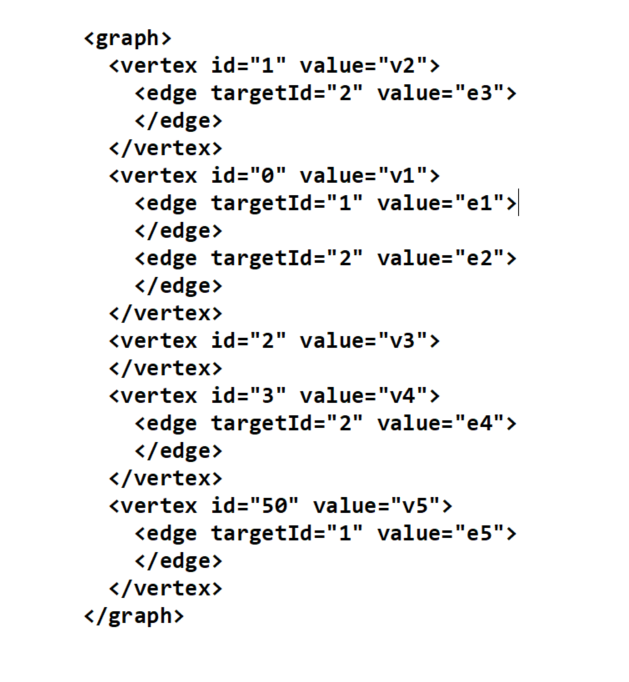 <graph>
  <vertex id="1" value="v2">
    <edge targetId="2" value="e3">
    </edge>
  </vertex>
  <vertex id="0" value="v1">
    <edge targetId="1" value="e1">
    </edge>
    <edge targetId="2" value="e2">
    </edge>
  </vertex>
  <vertex id="2" value="v3">
  </vertex>
  <vertex id="3" value="v4">
    <edge targetId="2" value="e4">
    </edge>
  </vertex>
  <vertex id="50" value="v5">
    <edge targetId="1" value="e5">
    </edge>
  </vertex>
</graph>